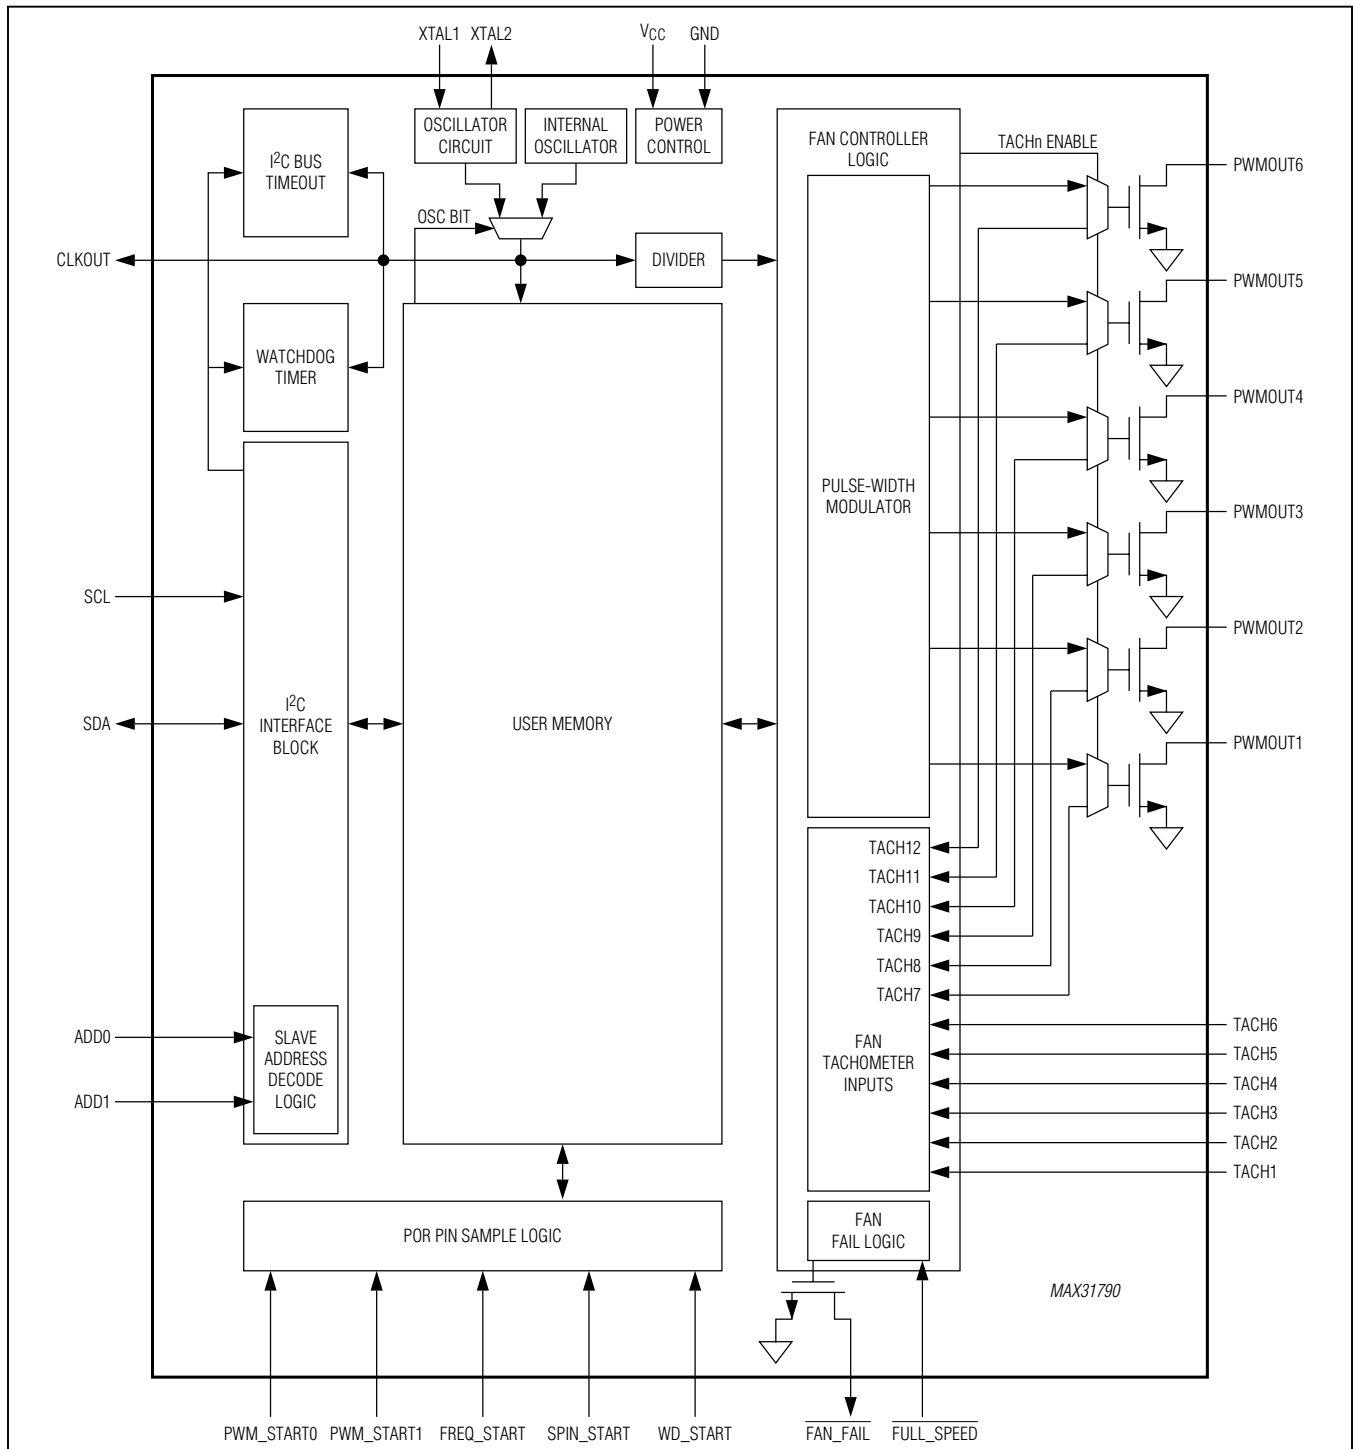 XTAL1 XTAL2 VCC GND
OSCILLATOR
CIRCUIT
INTERNAL
OSCILLATOR
POWER
CONTROL
I2C BUS
TIMEOUT
FAN CONTROLLER
LOGIC
TACHn ENABLE
PWMOUT6
OSC BIT
CLKOUT
DIVIDER
PWMOUT5
WATCHDOG
TIMER
PWMOUT4
PULSE-WIDTH
MODULATOR
PWMOUT3
SCL
PWMOUT2
I2C
INTERFACE
BLOCK
SDA
USER MEMORY
PWMOUT1
TACH12
TACH11
TACH10
TACH9
TACH8
TACH7
TACH6
TACH5
TACH4
TACH3
TACH2
TACH1
FAN
TACHOMETER
INPUTS
ADD0
ADD1
SLAVE
ADDRESS
DECODE
LOGIC
POR PIN SAMPLE LOGIC
FAN
FAIL LOGIC
MAX31790
PWM_START0 PWM_START1 FREQ_START SPIN_START WD_START FAN_FAIL FULL_SPEED